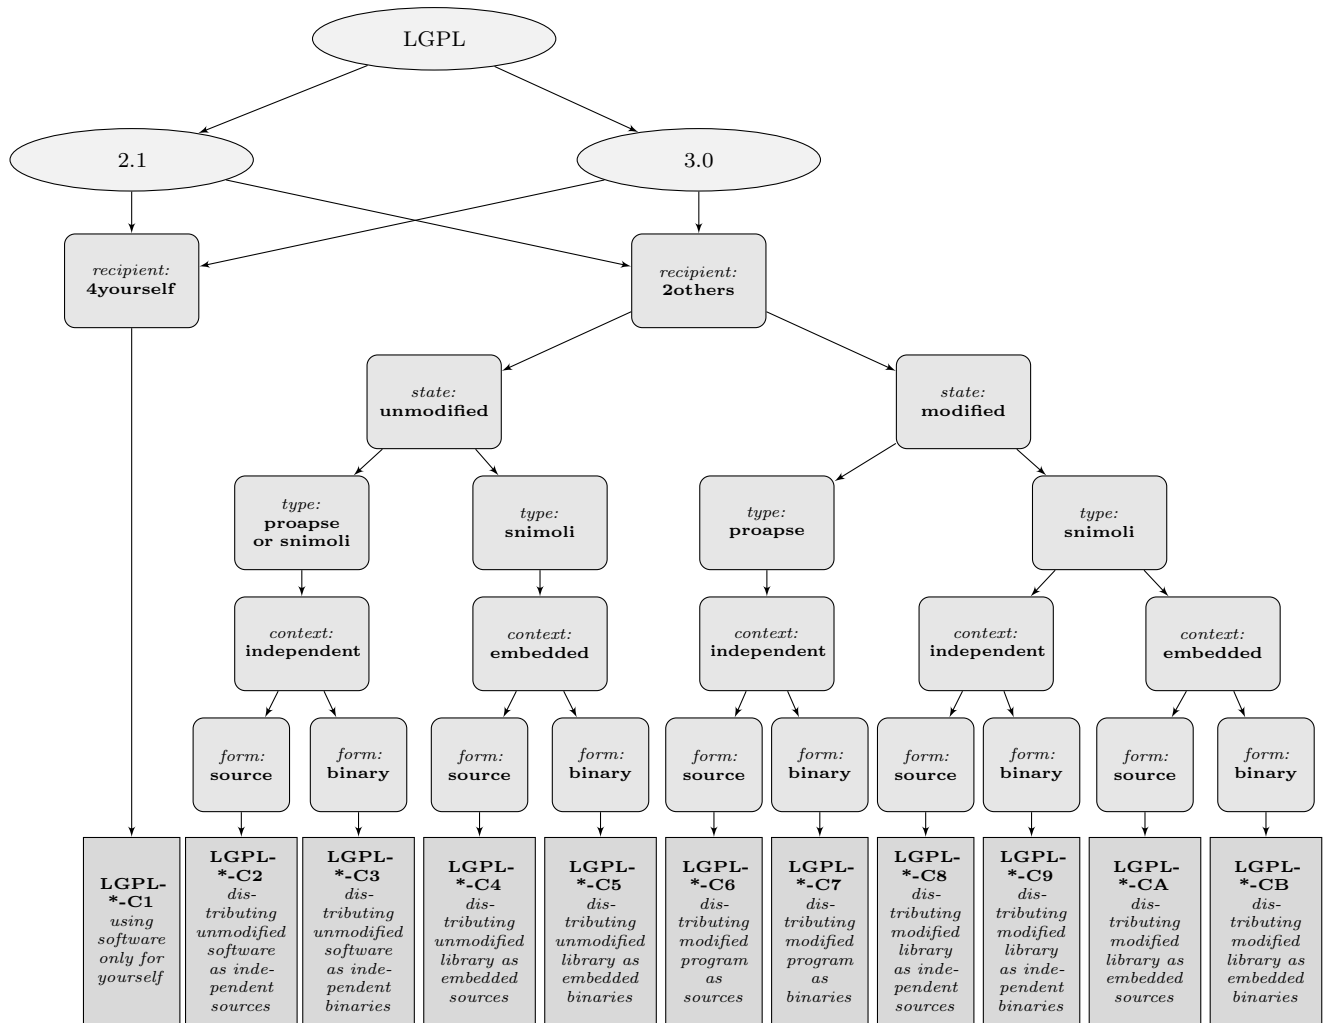 LGPL
2.1
3.0
recipient:
4yourself
recipient:
2others
state:
unmodified
state:
modified
type:
proapse
or snimoli
type:
snimoli
type:
proapse
type:
snimoli
context:
independent
context:
embedded
context:
independent
context:
independent
context:
embedded
form:
source
form:
binary
form:
source
form:
binary
form:
source
form:
binary
form:
source
form:
binary
form:
source
form:
binary
LGPL-
*-C1
using
software
only for
yourself
LGPL-
*-C2
dis-
tributing
unmodified
software
as inde-
pendent
sources
LGPL-
*-C3
dis-
tributing
unmodified
software
as inde-
pendent
binaries
LGPL-
*-C4
dis-
tributing
unmodified
library as
embedded
sources
LGPL-
*-C5
dis-
tributing
unmodified
library as
embedded
binaries
LGPL-
*-C6
dis-
tributing
modified
program
as
sources
LGPL-
*-C7
dis-
tributing
modified
program
as
binaries
LGPL-
*-C8
dis-
tributing
modified
library
as inde-
pendent
sources
LGPL-
*-C9
dis-
tributing
modified
library
as inde-
pendent
binaries
LGPL-
*-CA
dis-
tributing
modified
library as
embedded
sources
LGPL-
*-CB
dis-
tributing
modified
library as
embedded
binaries